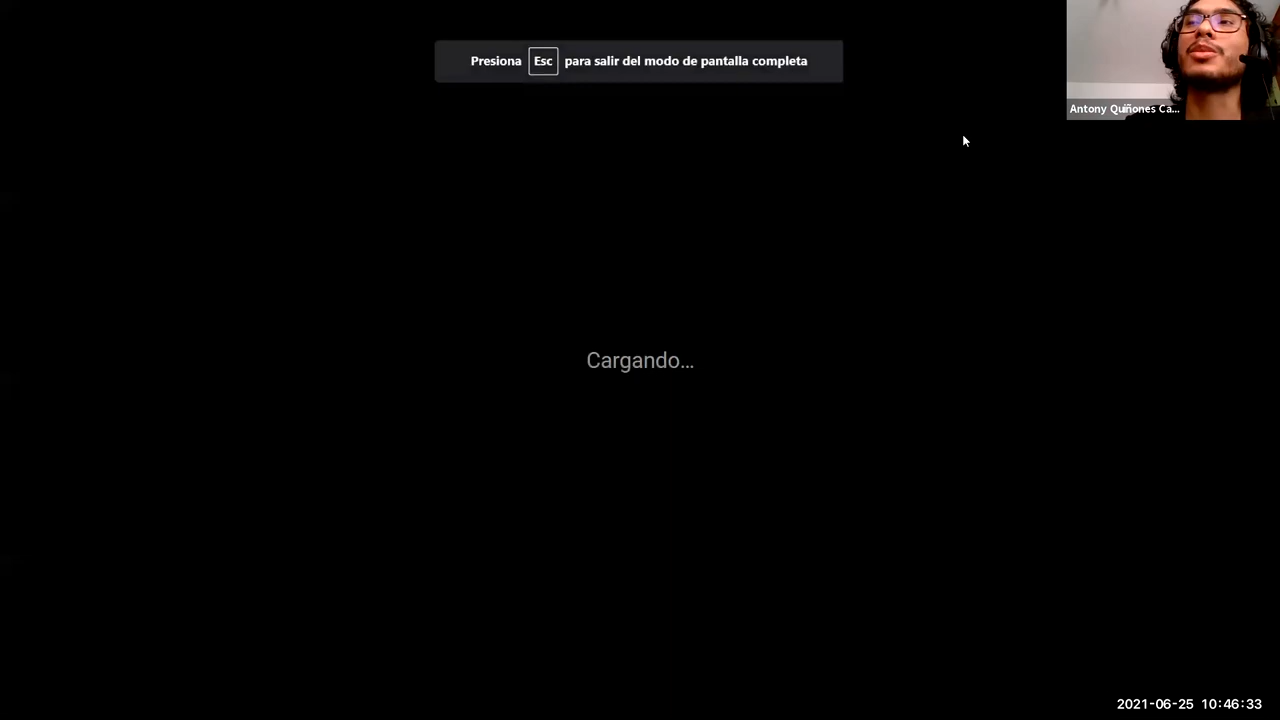 Presiona Esc para salir del modo de pantalla completa
Antony Quiñones Ca...
Cargando...
2021-06-25 10:46:33